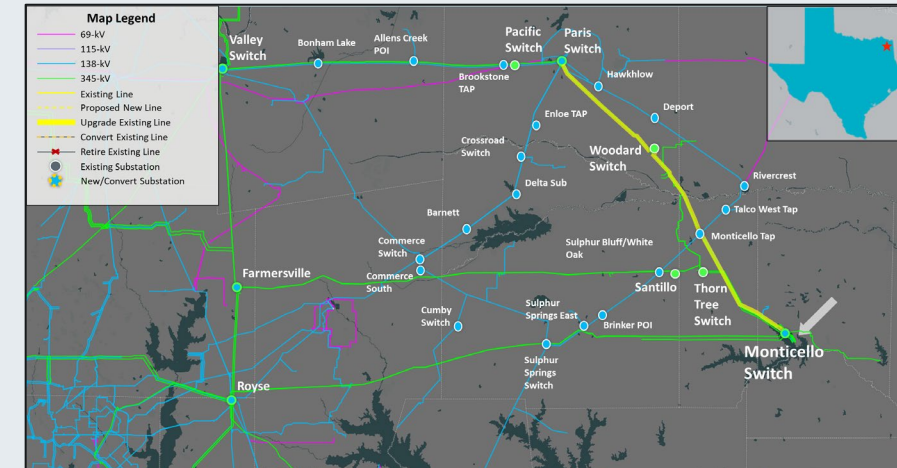 Map Legend
69-kV
115-kV
138-kV
345-kV
Existing Line
Proposed New Line
Upgrade Existing Line
Convert Existing Line
Retire Existing Line
Existing Substation
New/Convert Substation
Valley
Switch
Bonham Lake
Allens Creek
POI
Pacific
Switch
Paris
Switch
Brookstone
TAP
Hawkhlow
Enloe TAP
Deport
Crossroad
Switch
Woodard
Switch
Delta Sub
Rivercrest
Talco West Tap
Barnett
Monticello Tap
Commerce
Switch
Sulphur Bluff/White
Oak
Commerce
South
Farmersville
Santillo
Thorn
Tree
Switch
Cumby
Switch
Sulphur
Springs East
Brinker POI
Sulphur
Springs
Switch
Monticello
Switch
Royse